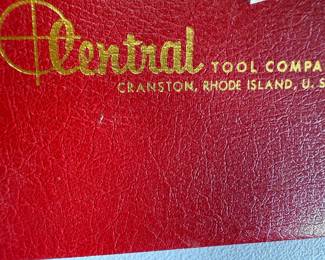 Central TOOL COMPA
CRANSTON, RHODE ISLAND, U. S